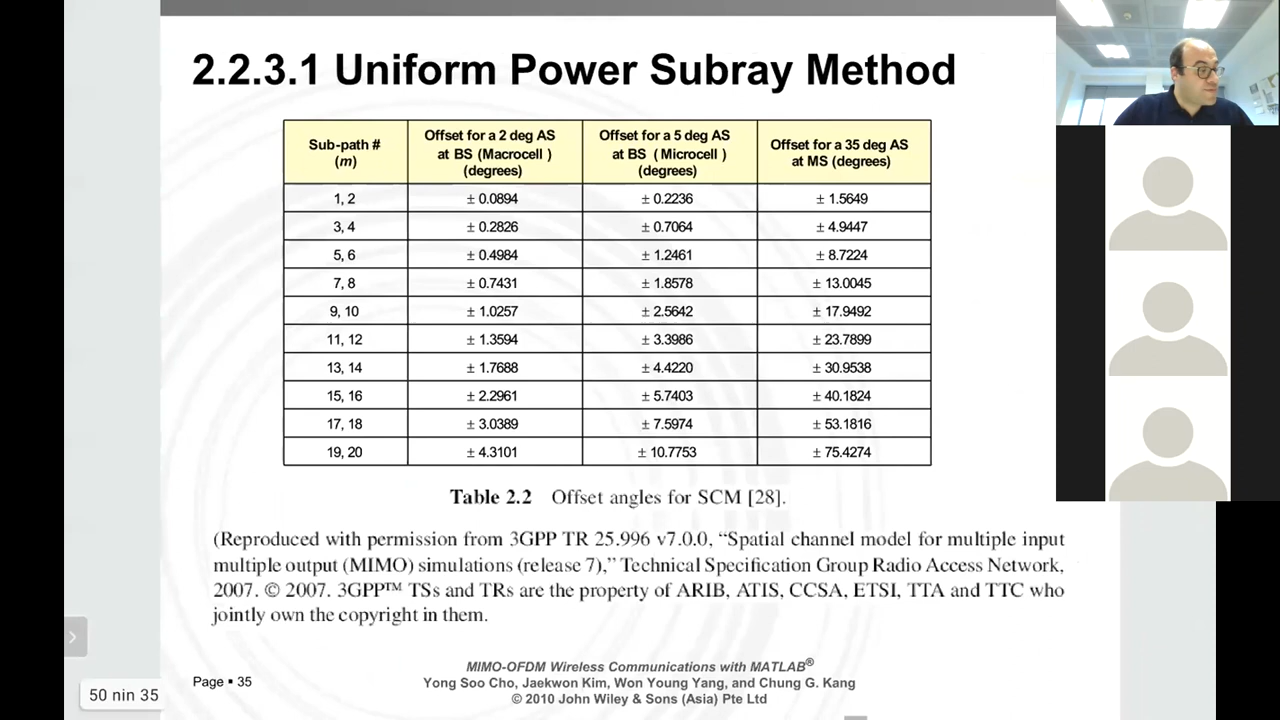 2.2.3.1 Uniform Power Subray Method
Sub-path # (m) Offset for a 2 deg AS at BS (Macrocell ) (degrees) Offset for a 5 deg AS at BS ( Microcell ) (degrees) Offset for a 35 deg AS at MS (degrees)
1, 2 ± 0.0894 ± 0.2236 ± 1.5649
3, 4 ± 0.2826 ± 0.7064 ± 4.9447
5, 6 ± 0.4984 ± 1.2461 ± 8.7224
7, 8 ± 0.7431 ± 1.8578 ± 13.0045
9, 10 ± 1.0257 ± 2.5642 ± 17.9492
11, 12 ± 1.3594 ± 3.3986 ± 23.7899
13, 14 ± 1.7688 ± 4.4220 ± 30.9538
15, 16 ± 2.2961 ± 5.7403 ± 40.1824
17, 18 ± 3.0389 ± 7.5974 ± 53.1816
19, 20 ± 4.3101 ± 10.7753 ± 75.4274
Table 2.2 Offset angles for SCM [28].
(Reproduced with permission from 3GPP TR 25.996 v7.0.0, “Spatial channel model for multiple input
multiple output (MIMO) simulations (release 7),” Technical Specification Group Radio Access Network,
2007. © 2007. 3GPP™ TSs and TRs are the property of ARIB, ATIS, CCSA, ETSI, TTA and TTC who
jointly own the copyright in them.
MIMO-OFDM Wireless Communications with MATLAB®
Page ▪ 35 Yong Soo Cho, Jaekwon Kim, Won Young Yang, and Chung G. Kang
© 2010 John Wiley & Sons (Asia) Pte Ltd
50 nin 35